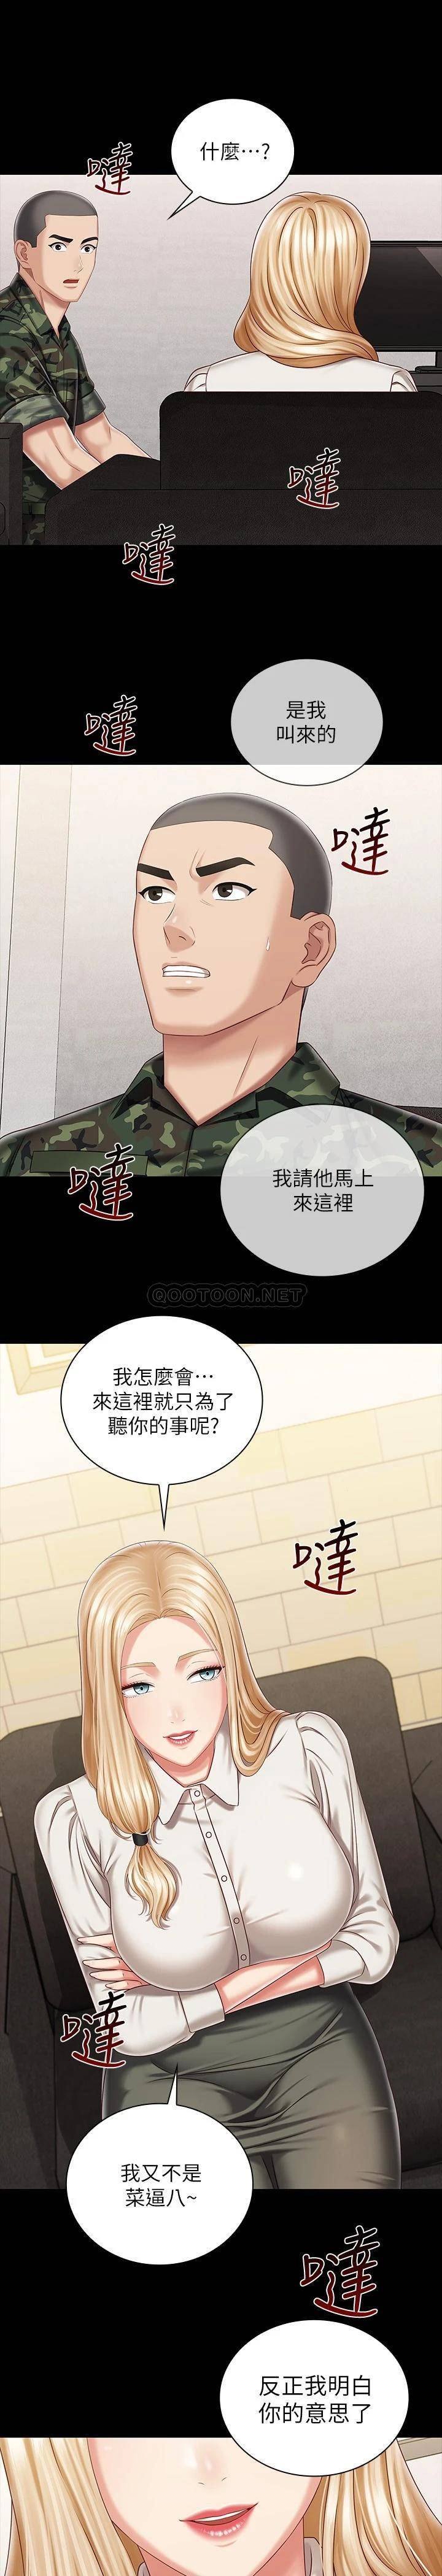 什麼⋯?
噠
噠
噠
是我
叫來的
噠
噠
我請他馬上
來這裡
噠
QOOTOON.NET
我怎麼會⋯
來這裡就只為了
聽你的事呢?
噠
噠
我又不是
菜逼八~
噠
反正我明白
你的意思了